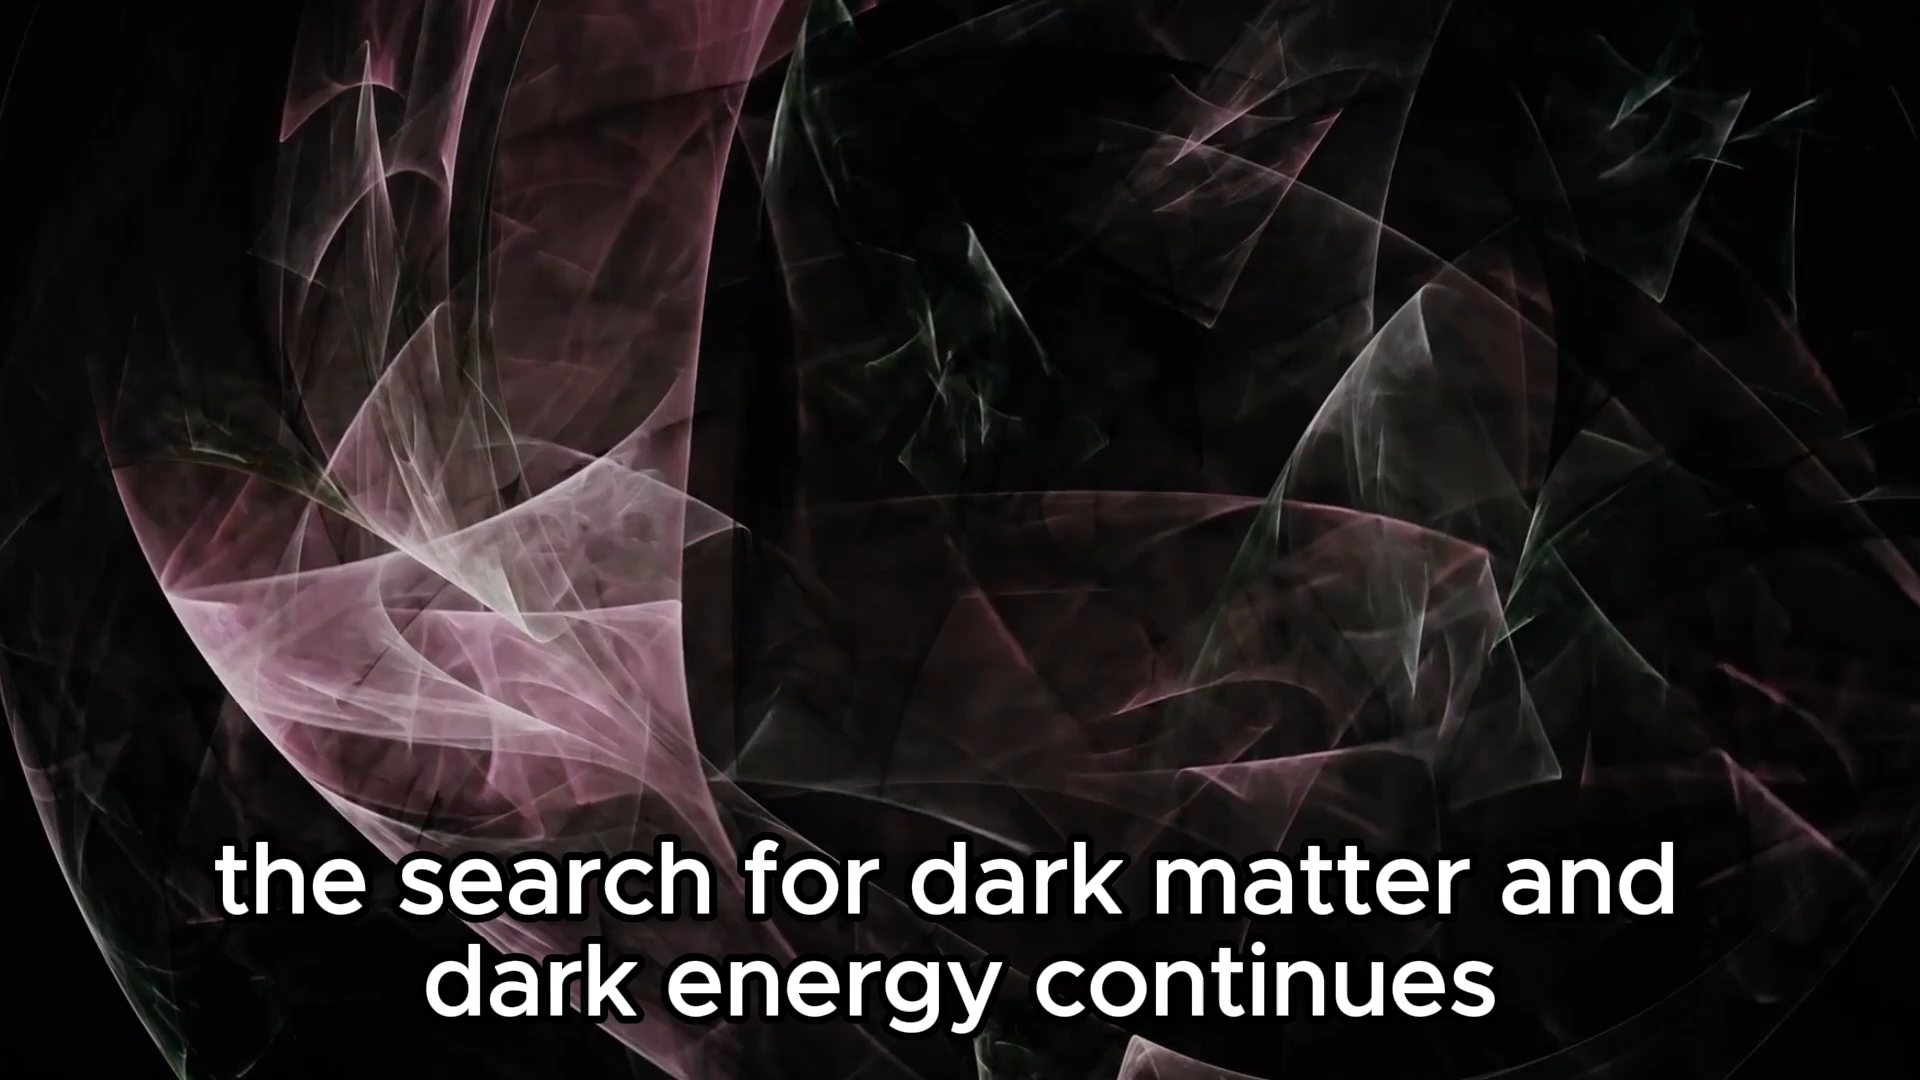 the search for dark matter and
dark energy continues